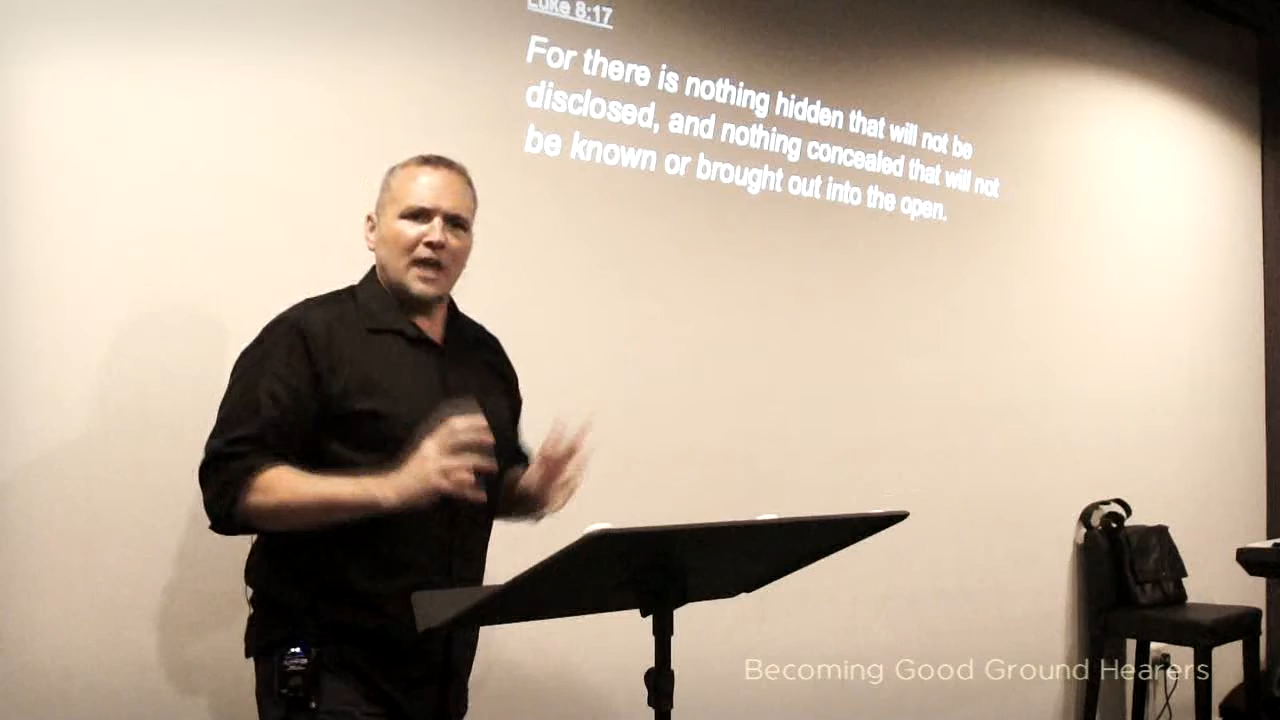 Luke 8:17
For there is nothing hidden that will not be
disclosed, and nothing concealed that will not
be known or brought out into the open.
Becoming Good Ground Hearers